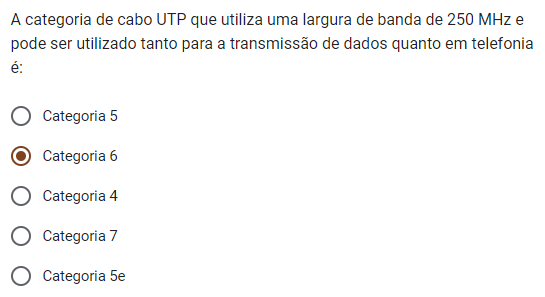 A categoria de cabo UTP que utiliza uma largura de banda de 250 MHz e
pode ser utilizado tanto para a transmissão de dados quanto em telefonia
é:
Categoria 5
Categoria 6
Categoria 4
Categoria 7
Categoria 5e